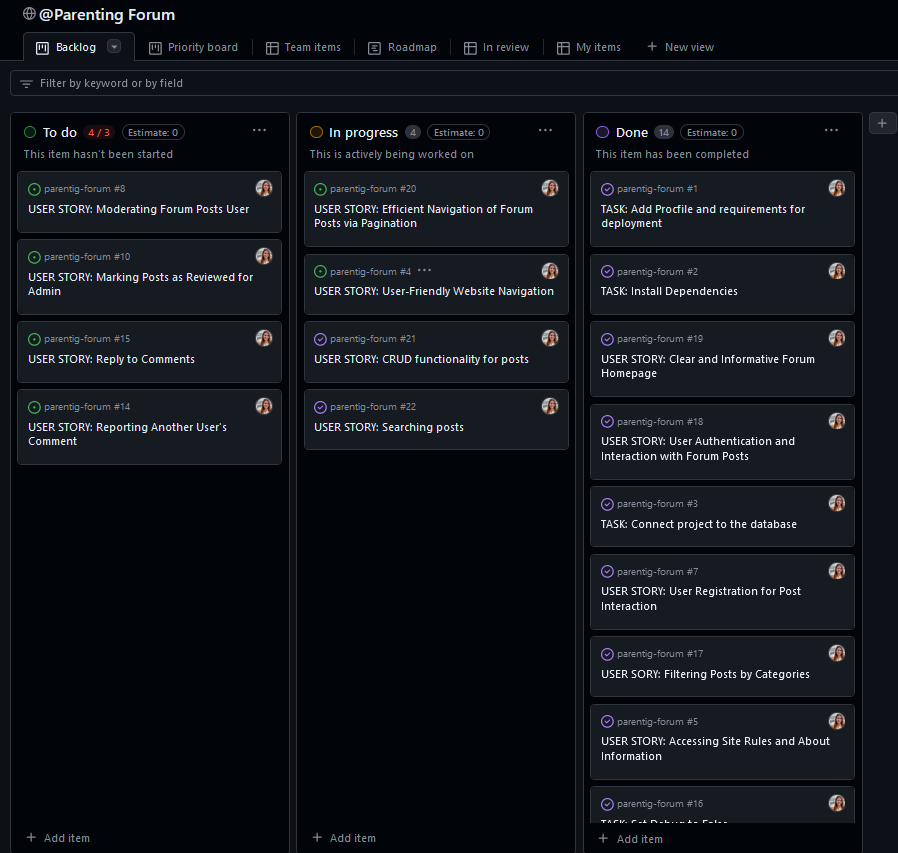 @Parenting Forum
Backlog
Priority board
Team items
Roadmap
In review
My items
New view
Filter by keyword or by field
To do 4 / 3 Estimate: 0
This item hasn't been started
parentig-forum #8
USER STORY: Moderating Forum Posts User
parentig-forum #10
USER STORY: Marking Posts as Reviewed for
Admin
parentig-forum #15
USER STORY: Reply to Comments
parentig-forum #14
USER STORY: Reporting Another User's
Comment
Add item
In progress 4 Estimate: 0
This is actively being worked on
parentig-forum #20
USER STORY: Efficient Navigation of Forum
Posts via Pagination
parentig-forum #4
USER STORY: User-Friendly Website Navigation
parentig-forum #21
USER STORY: CRUD functionality for posts
parentig-forum #22
USER STORY: Searching posts
Add item
Done 14 Estimate: 0
This item has been completed
parentig-forum #1
TASK: Add Procfile and requirements for
deployment
parentig-forum #2
TASK: Install Dependencies
parentig-forum #19
USER STORY: Clear and Informative Forum
Homepage
parentig-forum #18
USER STORY: User Authentication and
Interaction with Forum Posts
parentig-forum #3
TASK: Connect project to the database
parentig-forum #7
USER STORY: User Registration for Post
Interaction
parentig-forum #17
USER SORY: Filtering Posts by Categories
parentig-forum #5
USER STORY: Accessing Site Rules and About
Information
parentig-forum #16
TASK: Set Debug to False
Add item